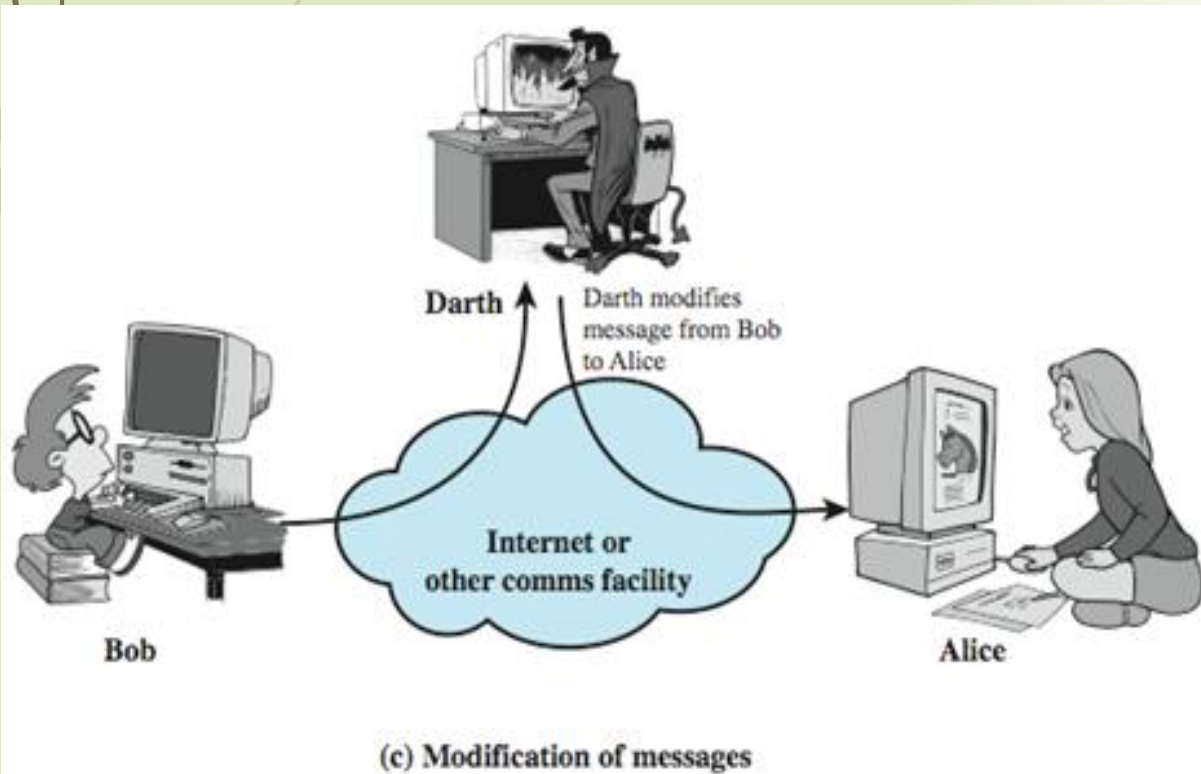 Darth
Darth modifies
message from Bob
to Alice
Internet or
other comms facility
Bob
Alice
(c) Modification of messages